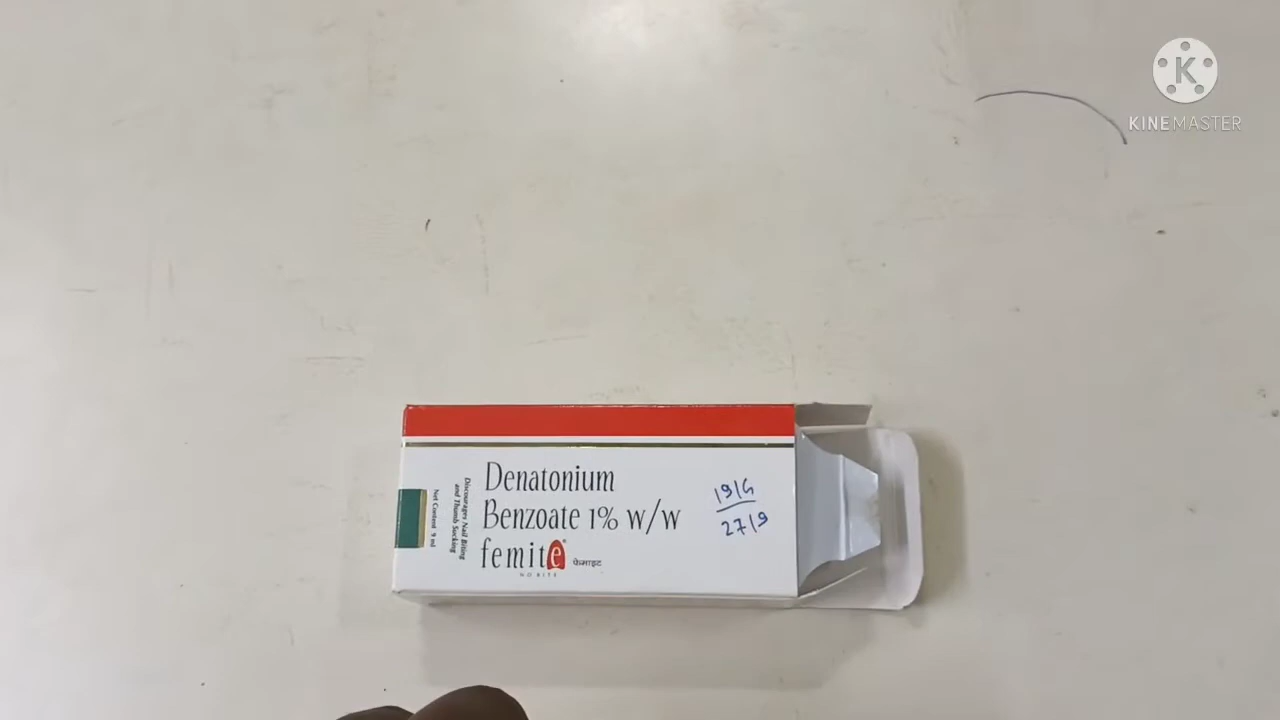 KINEMASTER
Denatonium
Benzoate 1% w/w
femite®
NO BITE
फेमाइट
Discourages Nail Biting
and Thumb Sucking
Net Content 9 ml
19/4
27/9